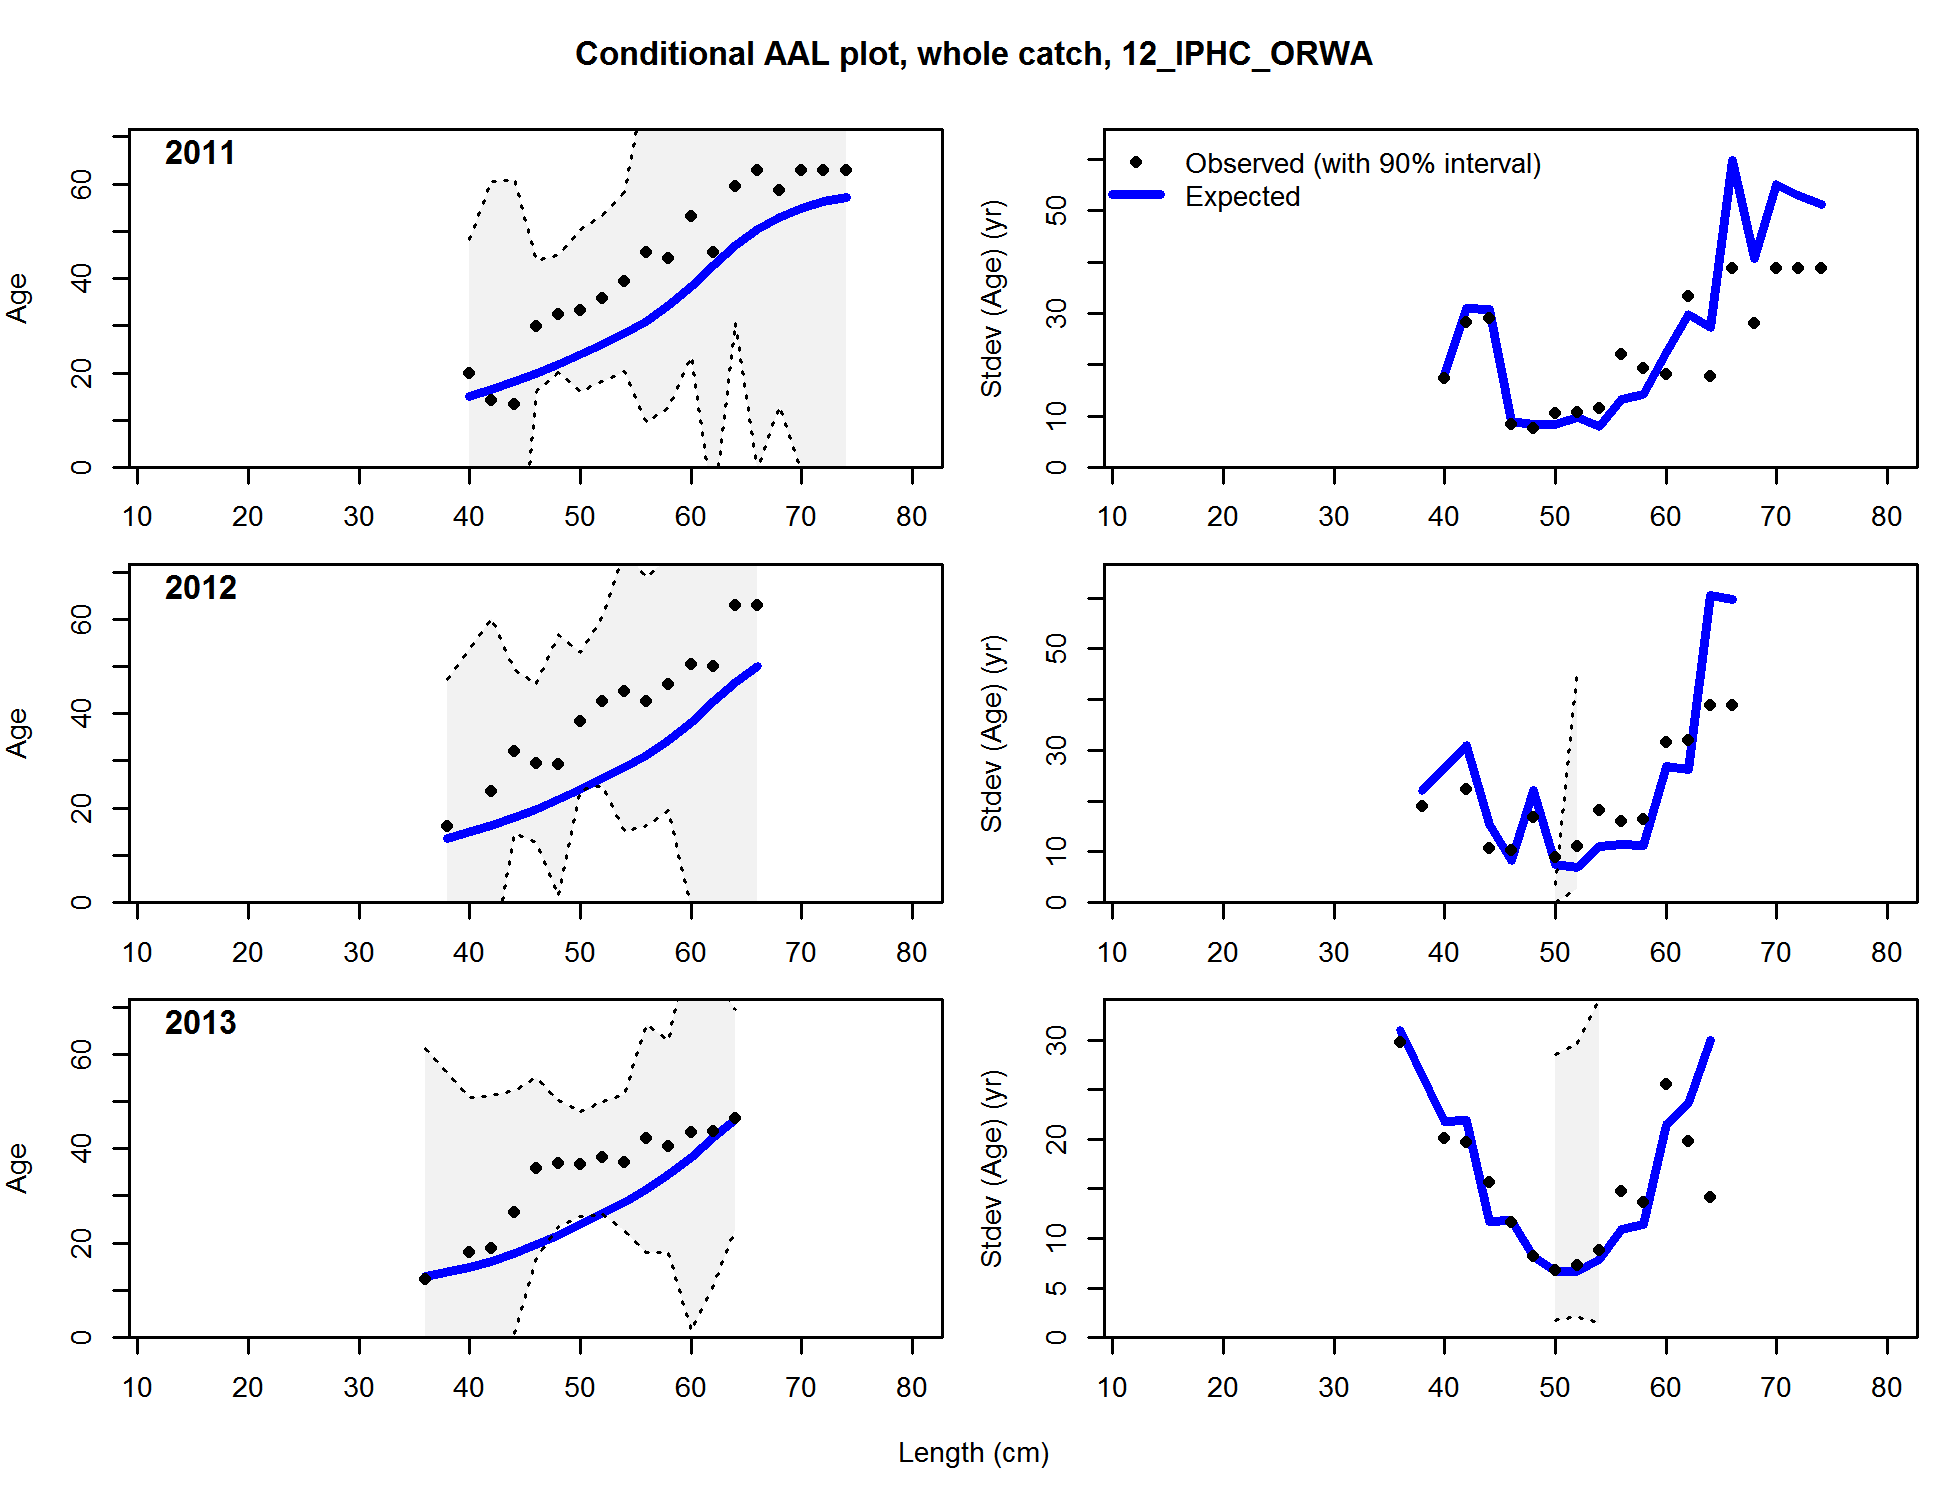 Conditional AAL plot, whole catch, 12_IPHC_ORWA
2011
Age
0 20 40 60
10 20 30 40 50 60 70 80
Observed (with 90% interval)
Expected
Stdev (Age) (yr)
0 10 30 50
10 20 30 40 50 60 70 80
2012
Age
0 20 40 60
10 20 30 40 50 60 70 80
Stdev (Age) (yr)
0 10 30 50
10 20 30 40 50 60 70 80
2013
Age
0 20 40 60
10 20 30 40 50 60 70 80
Stdev (Age) (yr)
0 5 10 20 30
10 20 30 40 50 60 70 80
Length (cm)